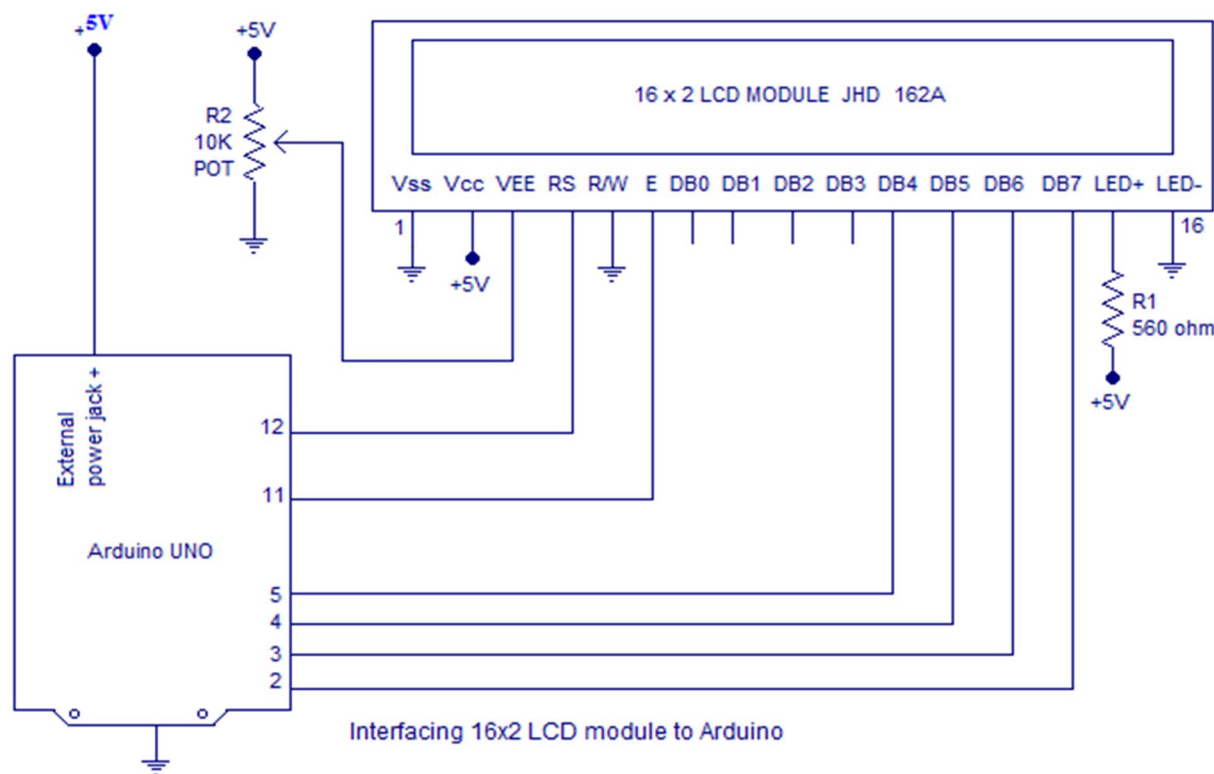 +5V
+5V
R2
10K
POT
16 x 2 LCD MODULE JHD 162A
Vss Vcc VEE RS R/W E DB0 DB1 DB2 DB3 DB4 DB5 DB6 DB7 LED+ LED-
1
16
+5V
R1
560 ohm
+5V
External
power jack +
12
11
Arduino UNO
5
4
3
2
Interfacing 16x2 LCD module to Arduino